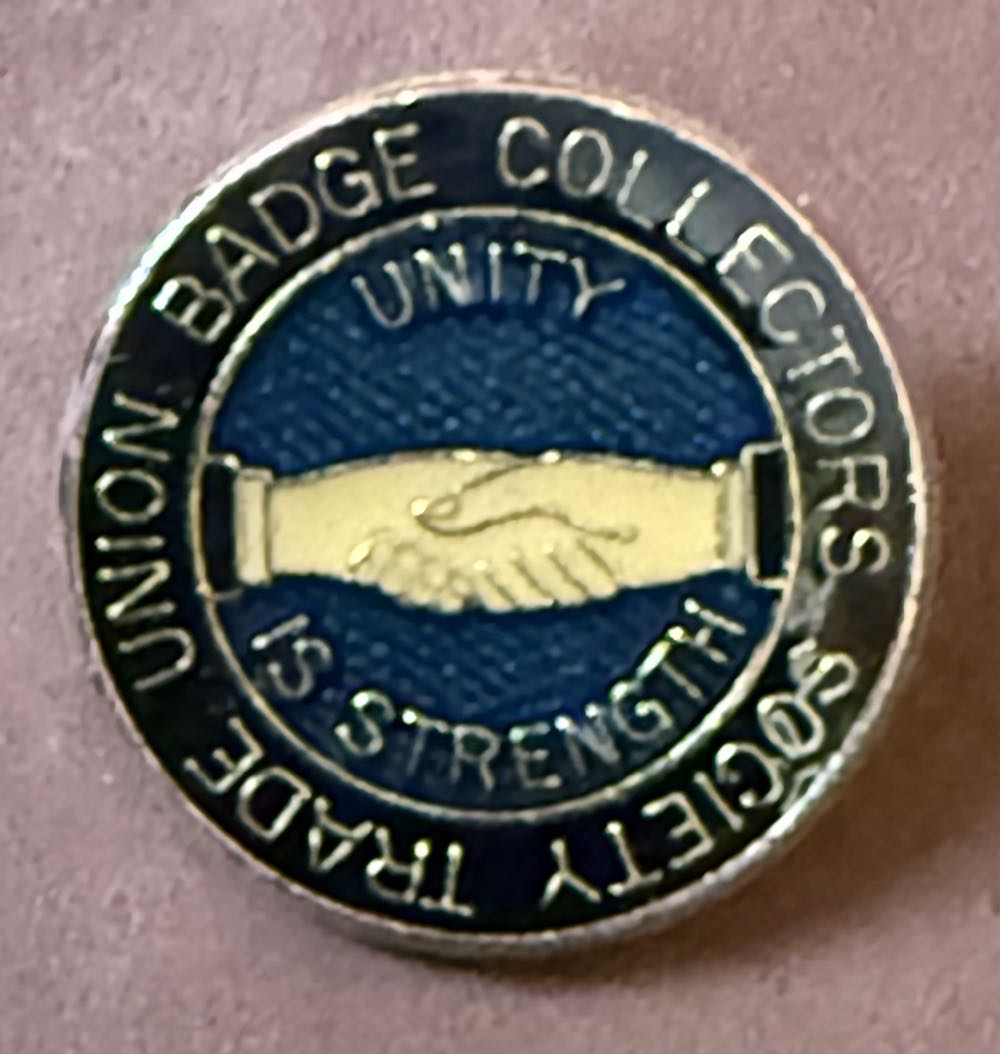 TRADE UNION BADGE COLLECTORS SOCIETY
UNITY
IS STRENGTH